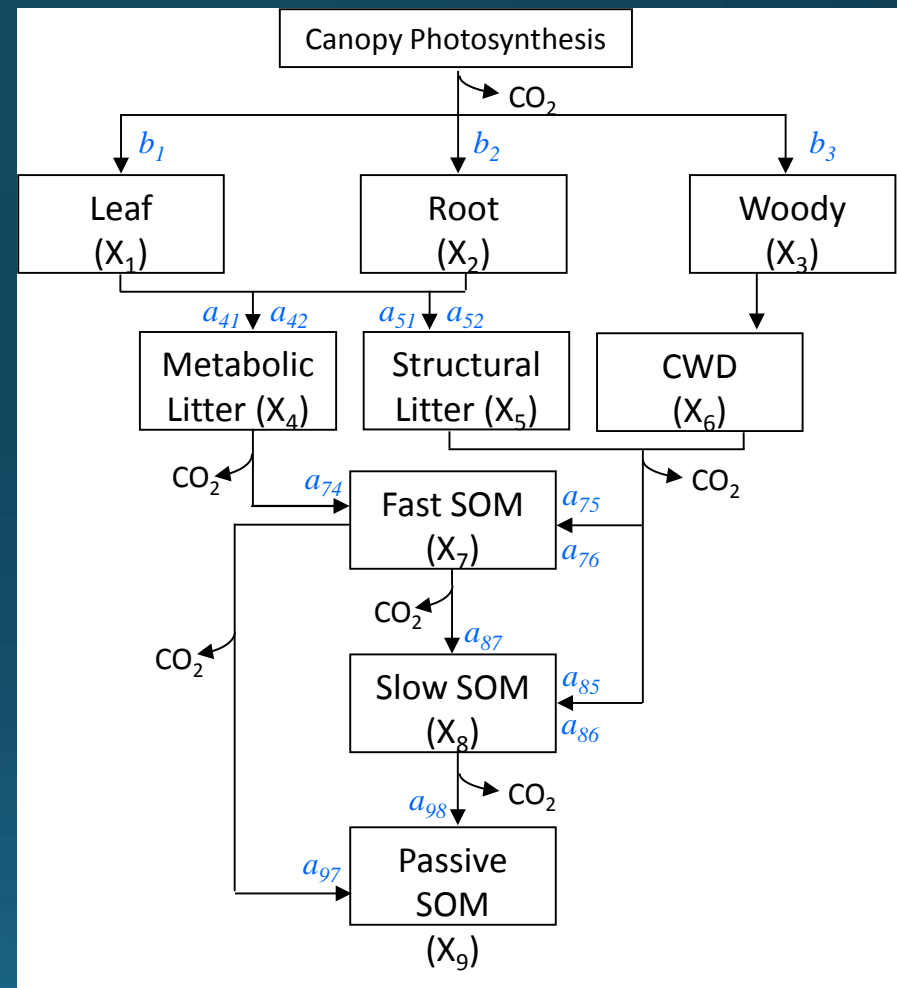 Canopy Photosynthesis
CO₂
b₁
b₂
b₃
Leaf
(X₁)
Root
(X₂)
Woody
(X₃)
a₄₁ a₄₂
a₅₁ a₅₂
Metabolic
Litter (X₄)
Structural
Litter (X₅)
CWD
(X₆)
CO₂
a₇₄
Fast SOM
(X₇)
a₇₅
a₇₆
CO₂
CO₂
CO₂
a₈₇
Slow SOM
(X₈)
a₈₅
a₈₆
a₉₈
CO₂
a₉₇
Passive
SOM
(X₉)